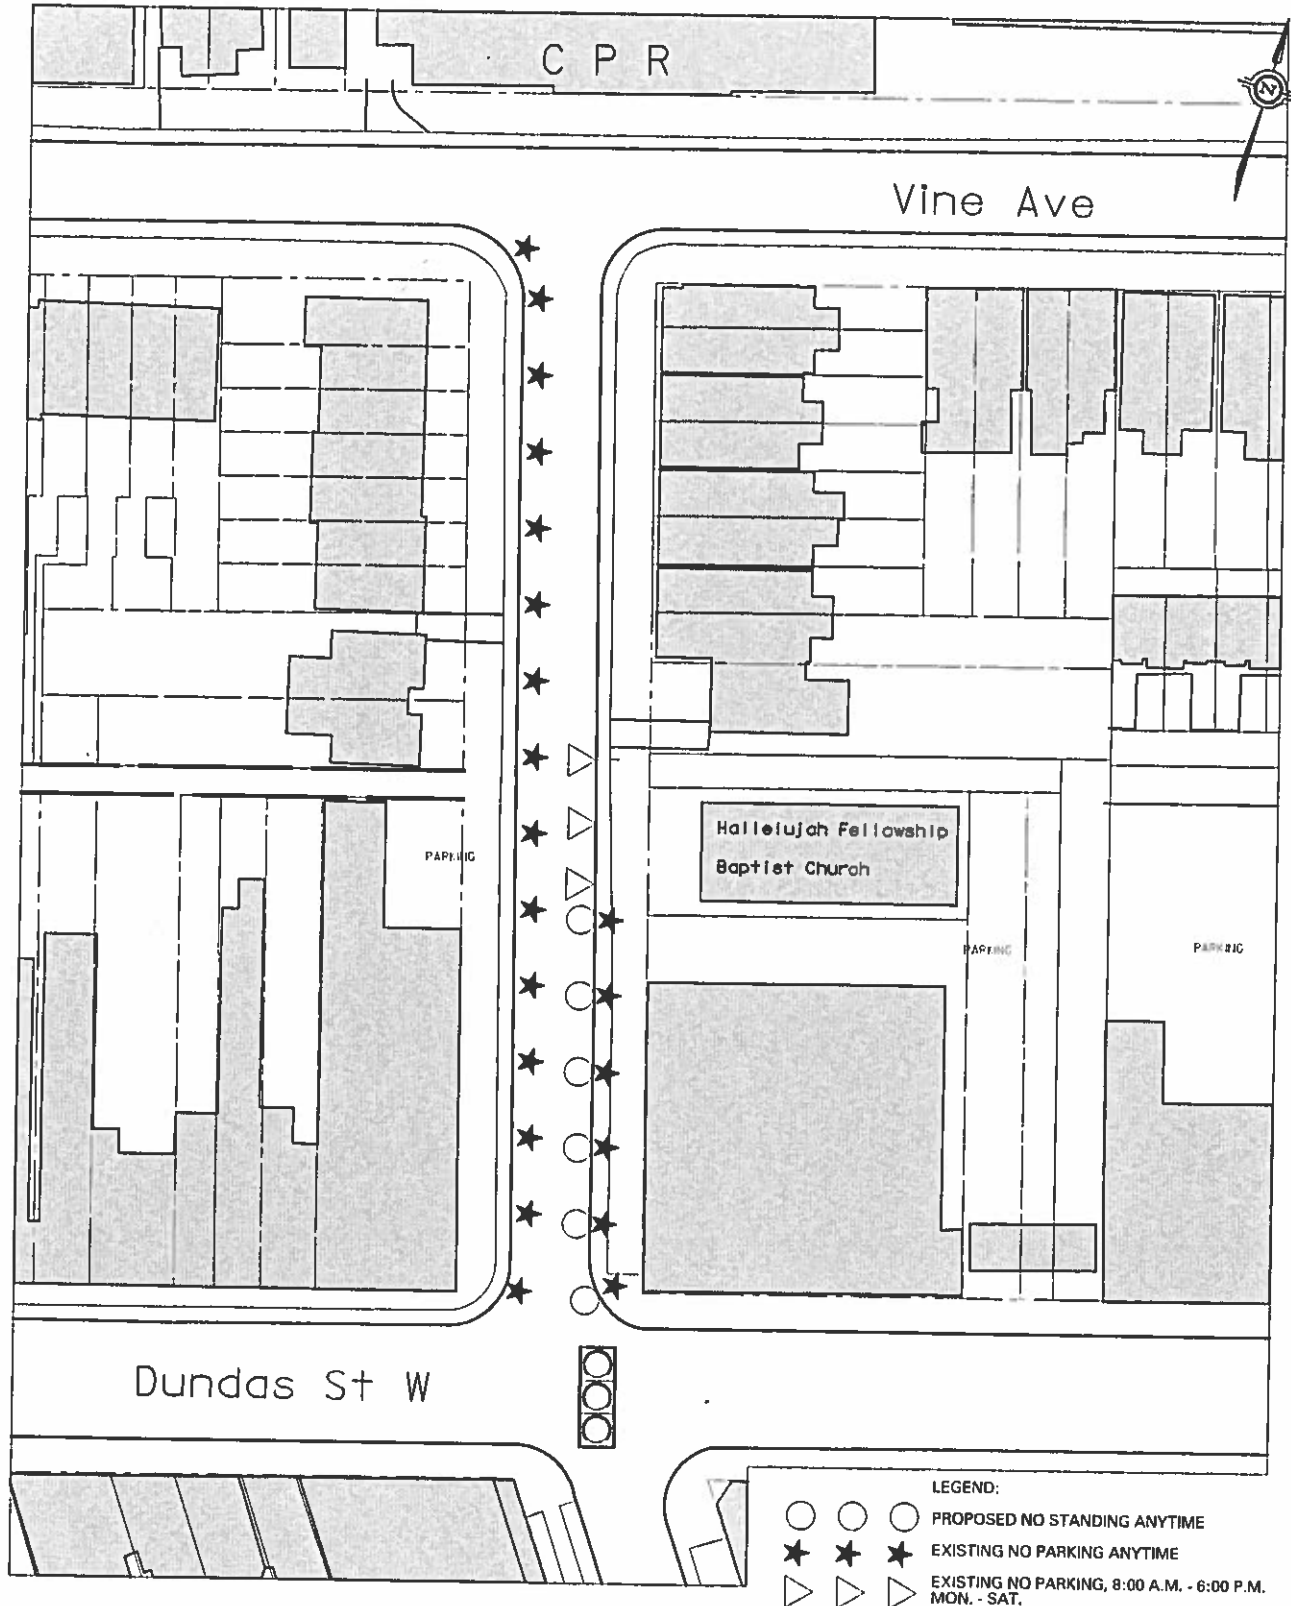 C P R
Z
Vine Ave
Hallelujah Fellowship
Baptist Church
PARKING
PARKING
PARKING
Dundas St W
LEGEND:
PROPOSED NO STANDING ANYTIME
EXISTING NO PARKING ANYTIME
EXISTING NO PARKING, 8:00 A.M. - 6:00 P.M.
MON. - SAT.